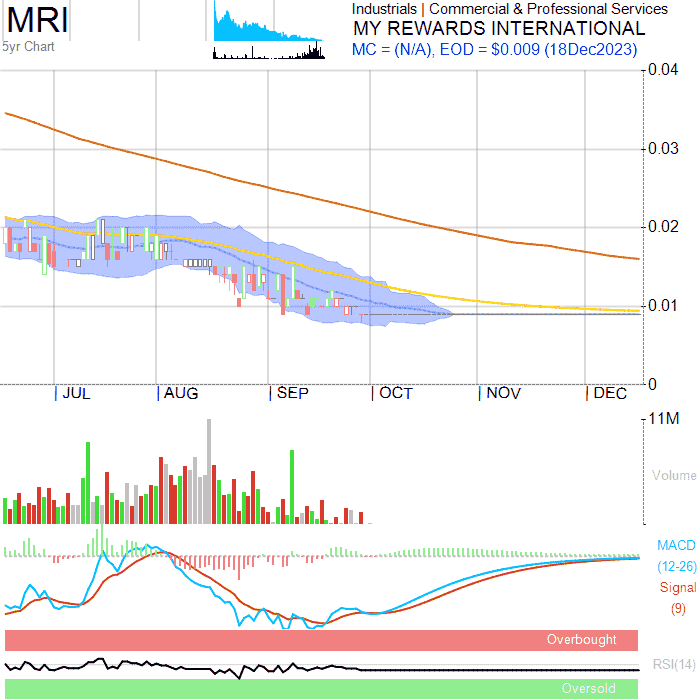 MRI
5yr Chart
Industrials | Commercial & Professional Services
MY REWARDS INTERNATIONAL
MC = (N/A), EOD = $0.009 (18Dec2023)
0.04
0.03
0.02
0.01
0
| JUL | AUG | SEP | OCT | NOV | DEC
11M
Volume
MACD
(12-26)
Signal
(9)
Overbought
RSI(14)
Oversold